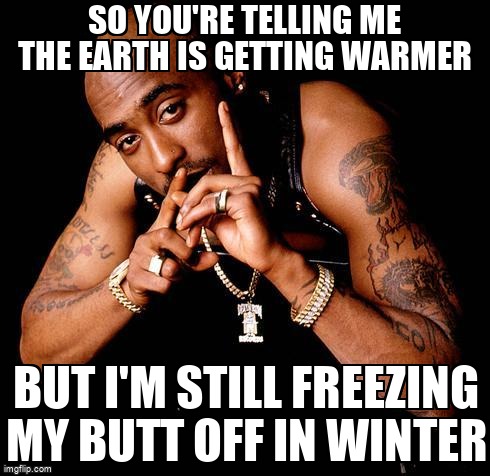 SO YOU'RE TELLING ME
THE EARTH IS GETTING WARMER
BUT I'M STILL FREEZING
MY BUTT OFF IN WINTER
imgflip.com